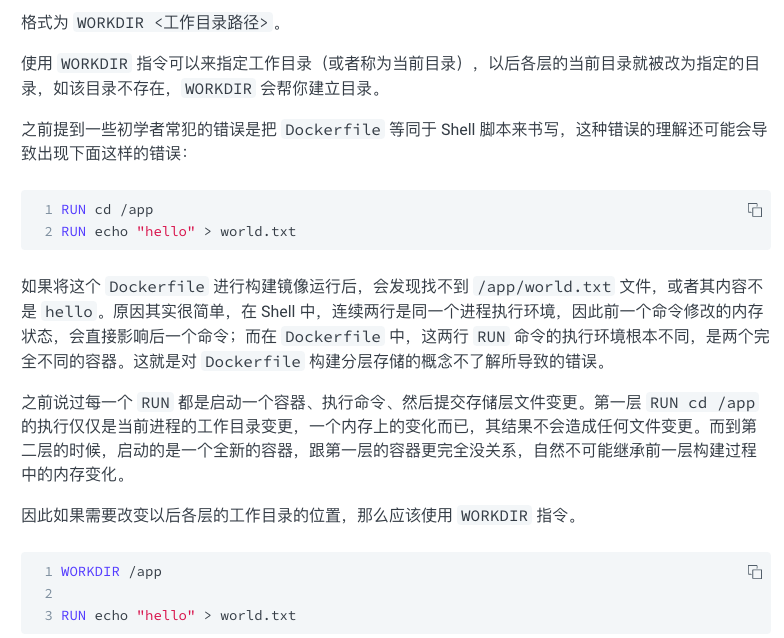 格式为 WORKDIR <工作目录路径>。
使用 WORKDIR 指令可以来指定工作目录（或者称为当前目录），以后各层的当前目录就被改为指定的目
录，如该目录不存在，WORKDIR 会帮你建立目录。
之前提到一些初学者常犯的错误是把 Dockerfile 等同于 Shell 脚本来书写，这种错误的理解还可能会导
致出现下面这样的错误：
1 RUN cd /app
2 RUN echo "hello" > world.txt
如果将这个 Dockerfile 进行构建镜像运行后，会发现找不到 /app/world.txt 文件，或者其内容不
是 hello。原因其实很简单，在 Shell 中，连续两行是同一个进程执行环境，因此前一个命令修改的内存
状态，会直接影响后一个命令；而在 Dockerfile 中，这两行 RUN 命令的执行环境根本不同，是两个完
全不同的容器。这就是对 Dockerfile 构建分层存储的概念不了解所导致的错误。
之前说过每一个 RUN 都是启动一个容器、执行命令、然后提交存储层文件变更。第一层 RUN cd /app
的执行仅仅是当前进程的工作目录变更，一个内存上的变化而已，其结果不会造成任何文件变更。而到第
二层的时候，启动的是一个全新的容器，跟第一层的容器更完全没关系，自然不可能继承前一层构建过程
中的内存变化。
因此如果需要改变以后各层的工作目录的位置，那么应该使用 WORKDIR 指令。
1 WORKDIR /app
2
3 RUN echo "hello" > world.txt